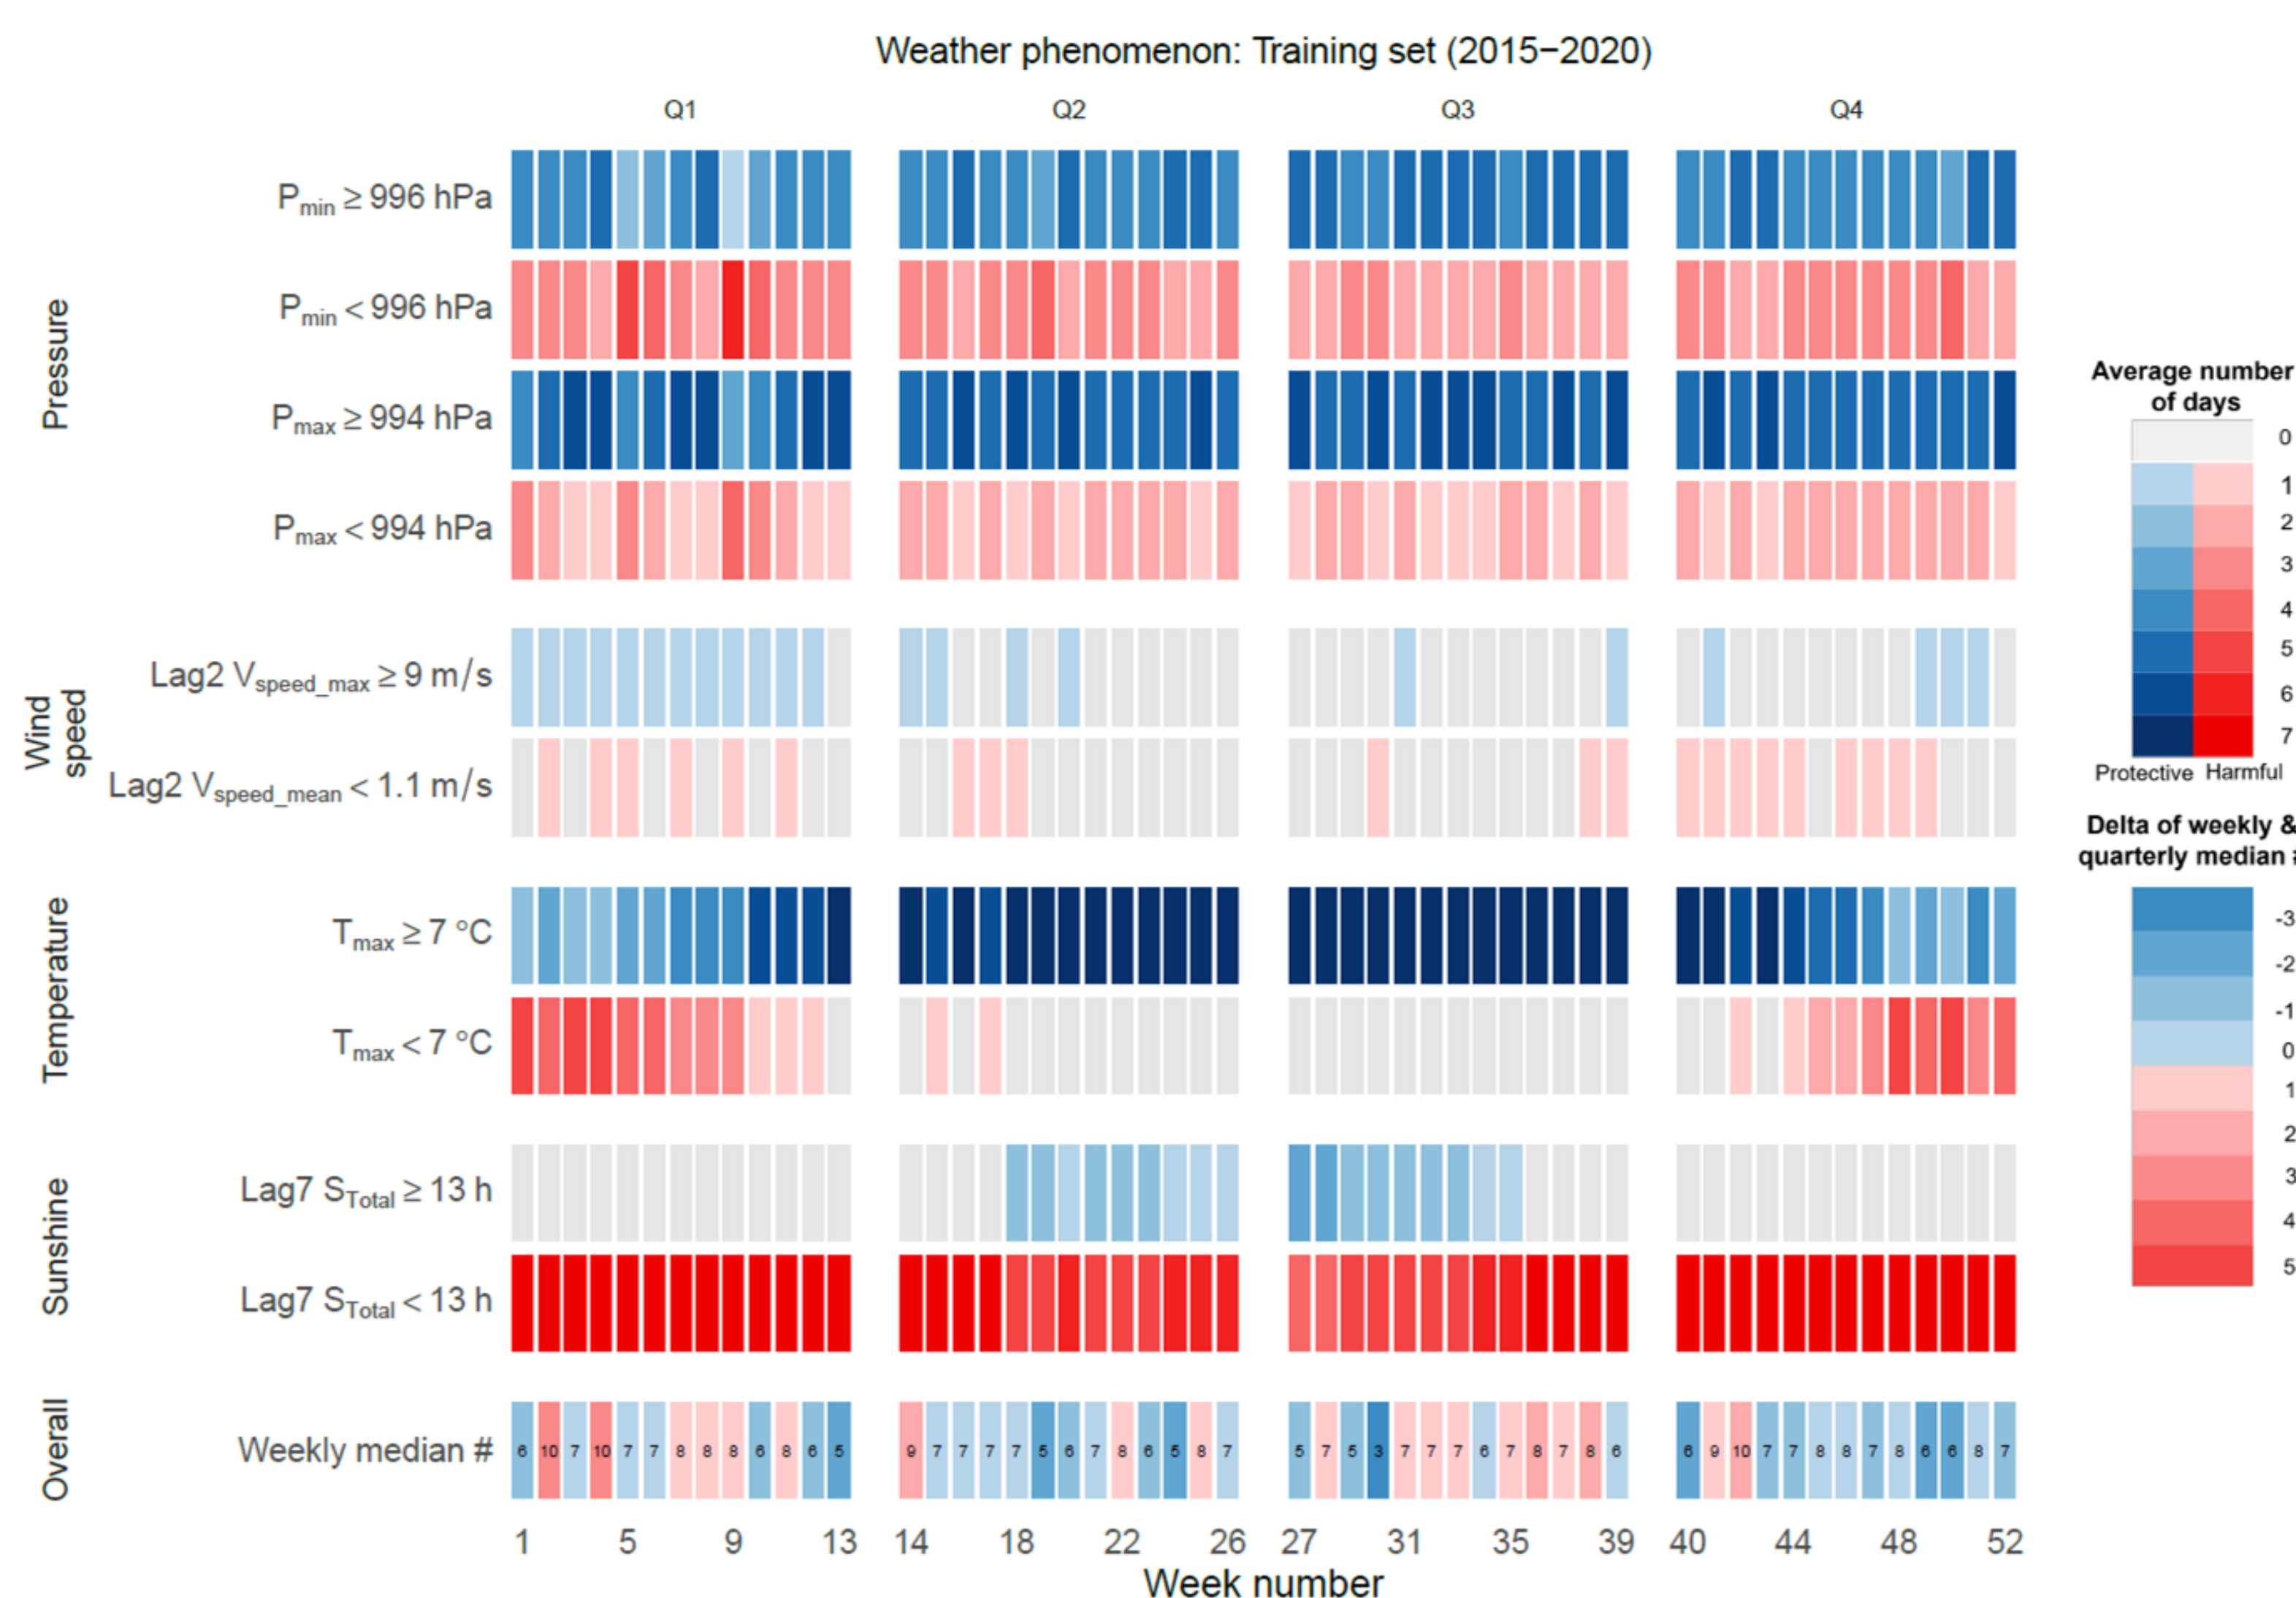 Weather phenomenon: Training set (2015−2020)
Q1 Q2 Q3 Q4
Pressure
Pmin ≥ 996 hPa
Pmin < 996 hPa
Pmax ≥ 994 hPa
Pmax < 994 hPa
Wind
speed
Lag2 Vspeed_max ≥ 9 m/s
Lag2 Vspeed_mean < 1.1 m/s
Temperature
Tmax ≥ 7 °C
Tmax < 7 °C
Sunshine
Lag7 STotal ≥ 13 h
Lag7 STotal < 13 h
Overall
Weekly median # 6 10 7 10 7 7 8 8 8 6 8 6 5 9 7 7 7 7 5 6 7 8 6 5 8 7 5 7 5 3 7 7 7 6 7 8 7 8 6 6 9 10 7 7 8 8 7 8 6 6 8 7
1 5 9 13 14 18 22 26 27 31 35 39 40 44 48 52
Week number
Average number
of days
0
1
2
3
4
5
6
7
Protective Harmful
Delta of weekly &
quarterly median
-3
-2
-1
0
1
2
3
4
5